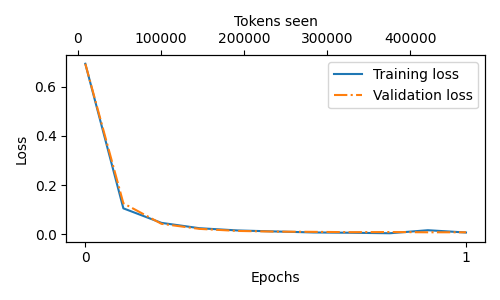 Tokens seen
0 100000 200000 300000 400000
Training loss
Validation loss
0.6
0.4
0.2
0.0
Loss
0 1
Epochs